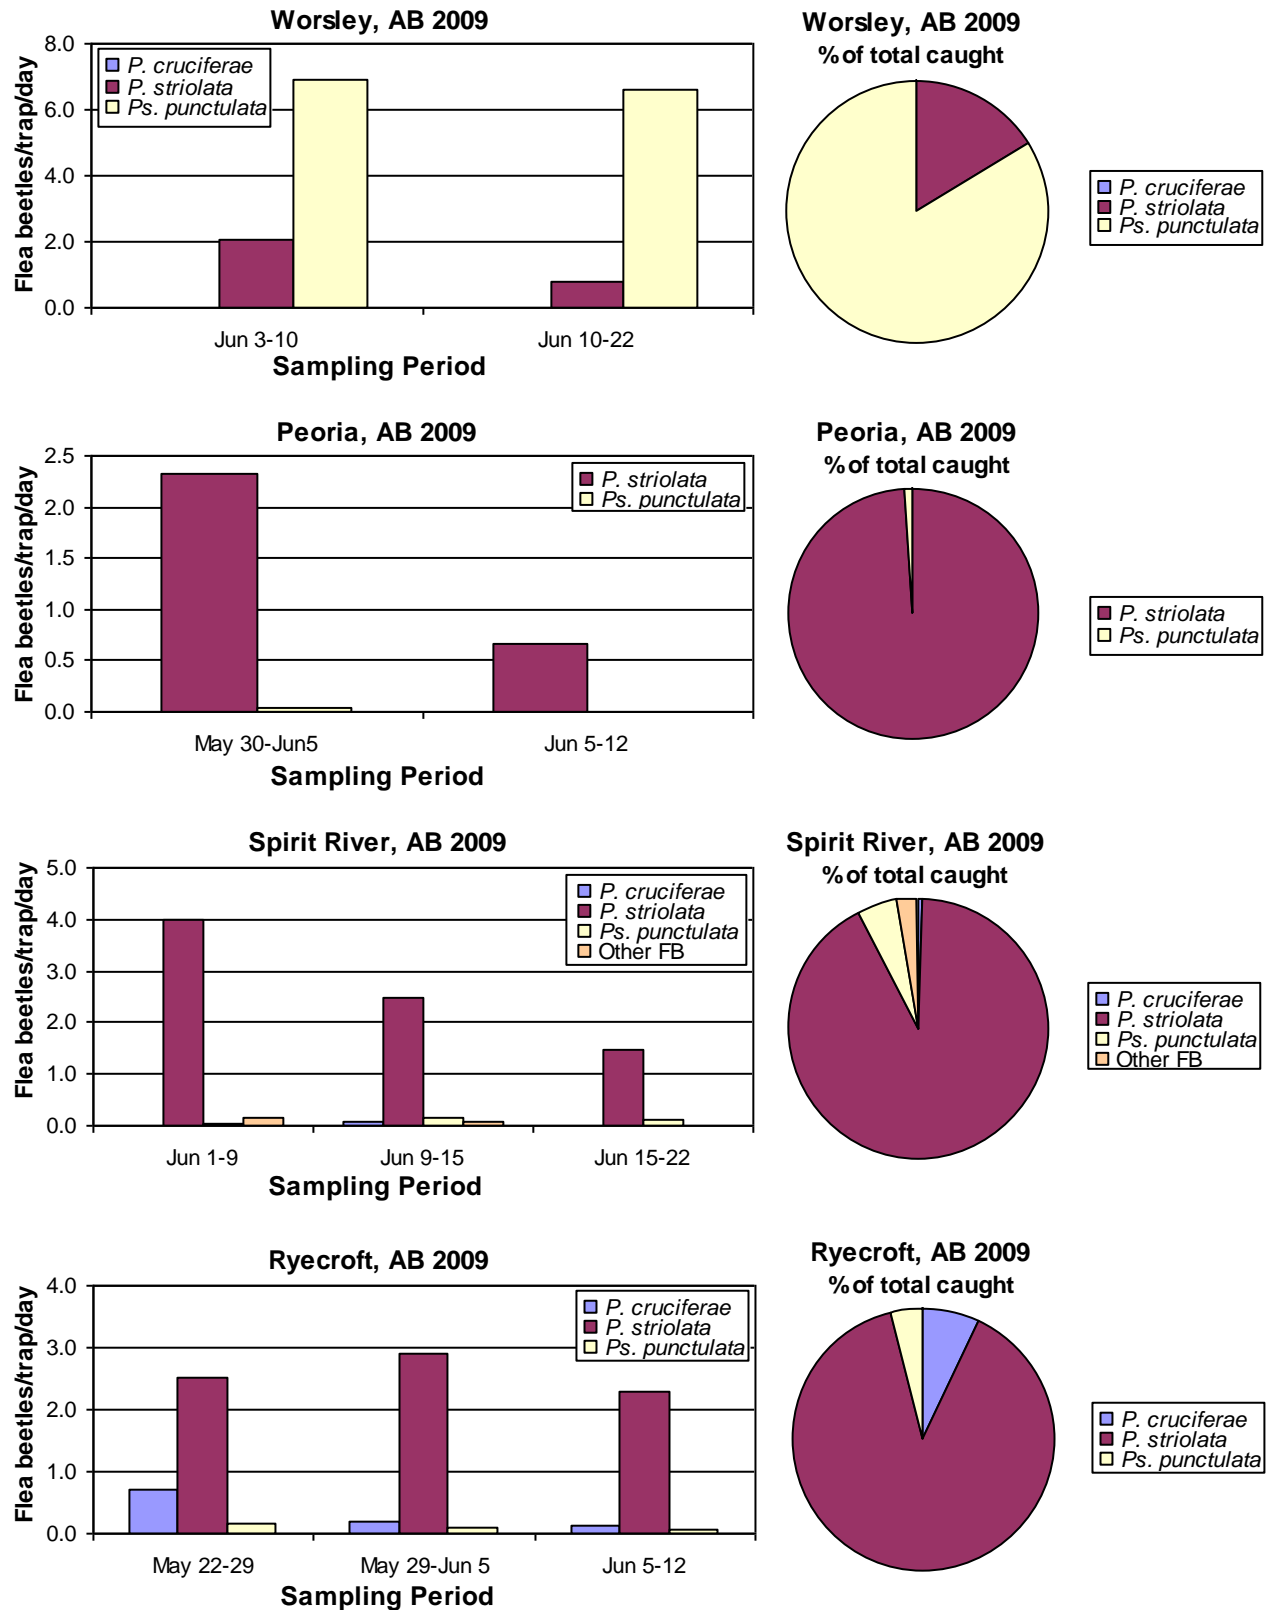 Worsley, AB 2009
Flea beetles/trap/day
8.0
6.0
4.0
2.0
0.0
P. cruciferae
P. striolata
Ps. punctulata
Jun 3-10
Jun 10-22
Sampling Period
Worsley, AB 2009
% of total caught
P. cruciferae
P. striolata
Ps. punctulata
Peoria, AB 2009
Flea beetles/trap/day
2.5
2.0
1.5
1.0
0.5
0.0
P. striolata
Ps. punctulata
May 30-Jun5
Jun 5-12
Sampling Period
Peoria, AB 2009
% of total caught
P. striolata
Ps. punctulata
Spirit River, AB 2009
Flea beetles/trap/day
5.0
4.0
3.0
2.0
1.0
0.0
P. cruciferae
P. striolata
Ps. punctulata
Other FB
Jun 1-9
Jun 9-15
Jun 15-22
Sampling Period
Spirit River, AB 2009
% of total caught
P. cruciferae
P. striolata
Ps. punctulata
Other FB
Ryecroft, AB 2009
Flea beetles/trap/day
4.0
3.0
2.0
1.0
0.0
P. cruciferae
P. striolata
Ps. punctulata
May 22-29
May 29-Jun 5
Jun 5-12
Sampling Period
Ryecroft, AB 2009
% of total caught
P. cruciferae
P. striolata
Ps. punctulata